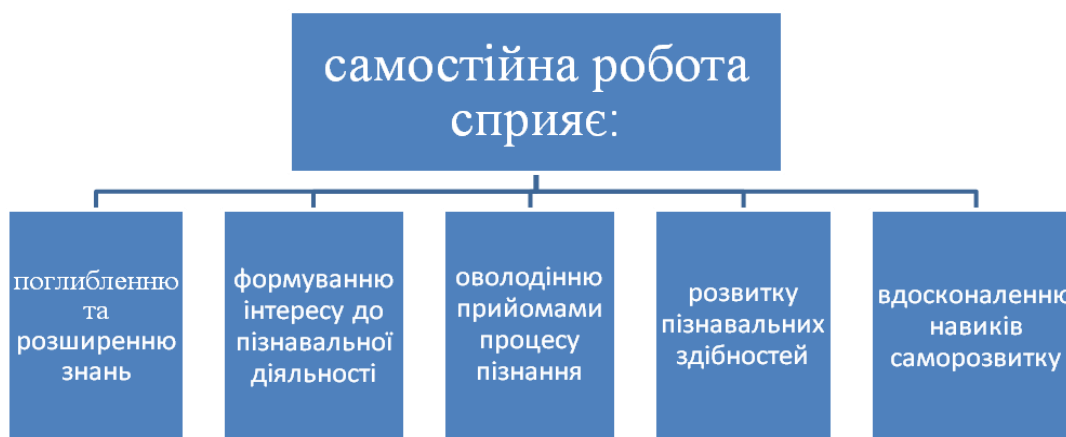 самостійна робота
сприяє:
поглибленню
та
розширенню
знань
формуванню
інтересу до
пізнавальної
діяльності
оволодінню
прийомами
процесу
пізнання
розвитку
пізнавальних
здібностей
вдосконаленню
навиків
саморозвитку